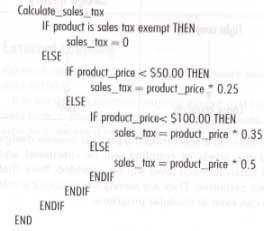 Calculate_sales_tax
IF product is sales tax exempt THEN
sales_tax = 0
ELSE
IF product_price < $50.00 THEN
sales_tax = product_price * 0.25
ELSE
IF product_price< $100.00 THEN
sales_tax = product_price * 0.35
ELSE
sales_tax = product_price * 0.5
ENDIF
ENDIF
ENDIF
END